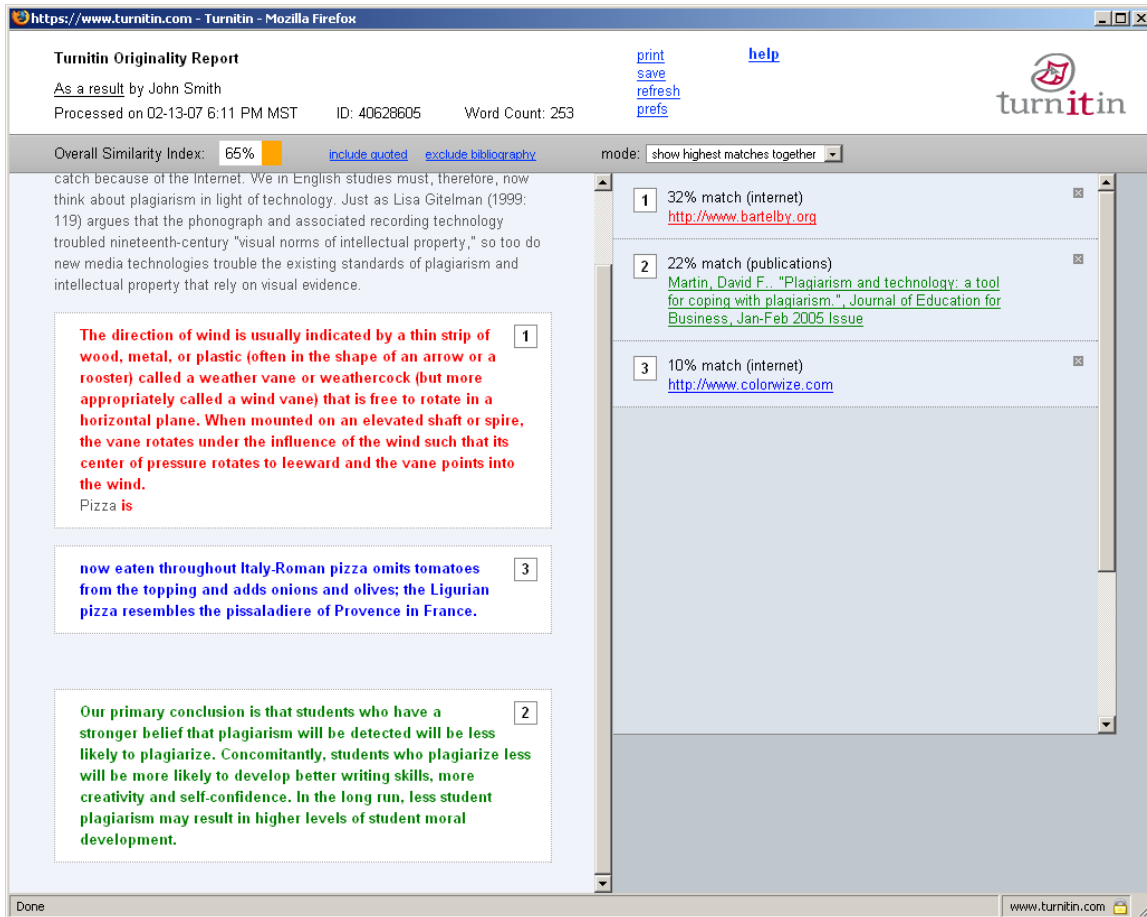 https://www.turnitin.com - Turnitin - Mozilla Firefox
Turnitin Originality Report
As a result by John Smith
Processed on 02-13-07 6:11 PM MST ID: 40628605 Word Count: 253
print
save
refresh
prefs
help
turnitin
Overall Similarity Index: 65% include quoted exclude bibliography mode: show highest matches together
catch because of the Internet. We in English studies must, therefore, now
think about plagiarism in light of technology. Just as Lisa Gitelman (1999:
119) argues that the phonograph and associated recording technology
troubled nineteenth-century "visual norms of intellectual property," so too do
new media technologies trouble the existing standards of plagiarism and
intellectual property that rely on visual evidence.
The direction of wind is usually indicated by a thin strip of
wood, metal, or plastic (often in the shape of an arrow or a
rooster) called a weather vane or weathercock (but more
appropriately called a wind vane) that is free to rotate in a
horizontal plane. When mounted on an elevated shaft or spire,
the vane rotates under the influence of the wind such that its
center of pressure rotates to leeward and the vane points into
the wind.
Pizza is
1
now eaten throughout Italy-Roman pizza omits tomatoes
from the topping and adds onions and olives; the Ligurian
pizza resembles the pissaladiere of Provence in France.
3
Our primary conclusion is that students who have a
stronger belief that plagiarism will be detected will be less
likely to plagiarize. Concomitantly, students who plagiarize less
will be more likely to develop better writing skills, more
creativity and self-confidence. In the long run, less student
plagiarism may result in higher levels of student moral
development.
2
1 32% match (internet)
http://www.bartelby.org
2 22% match (publications)
Martin, David F.. "Plagiarism and technology: a tool
for coping with plagiarism.", Journal of Education for
Business, Jan-Feb 2005 Issue
3 10% match (internet)
http://www.colorwize.com
Done
www.turnitin.com